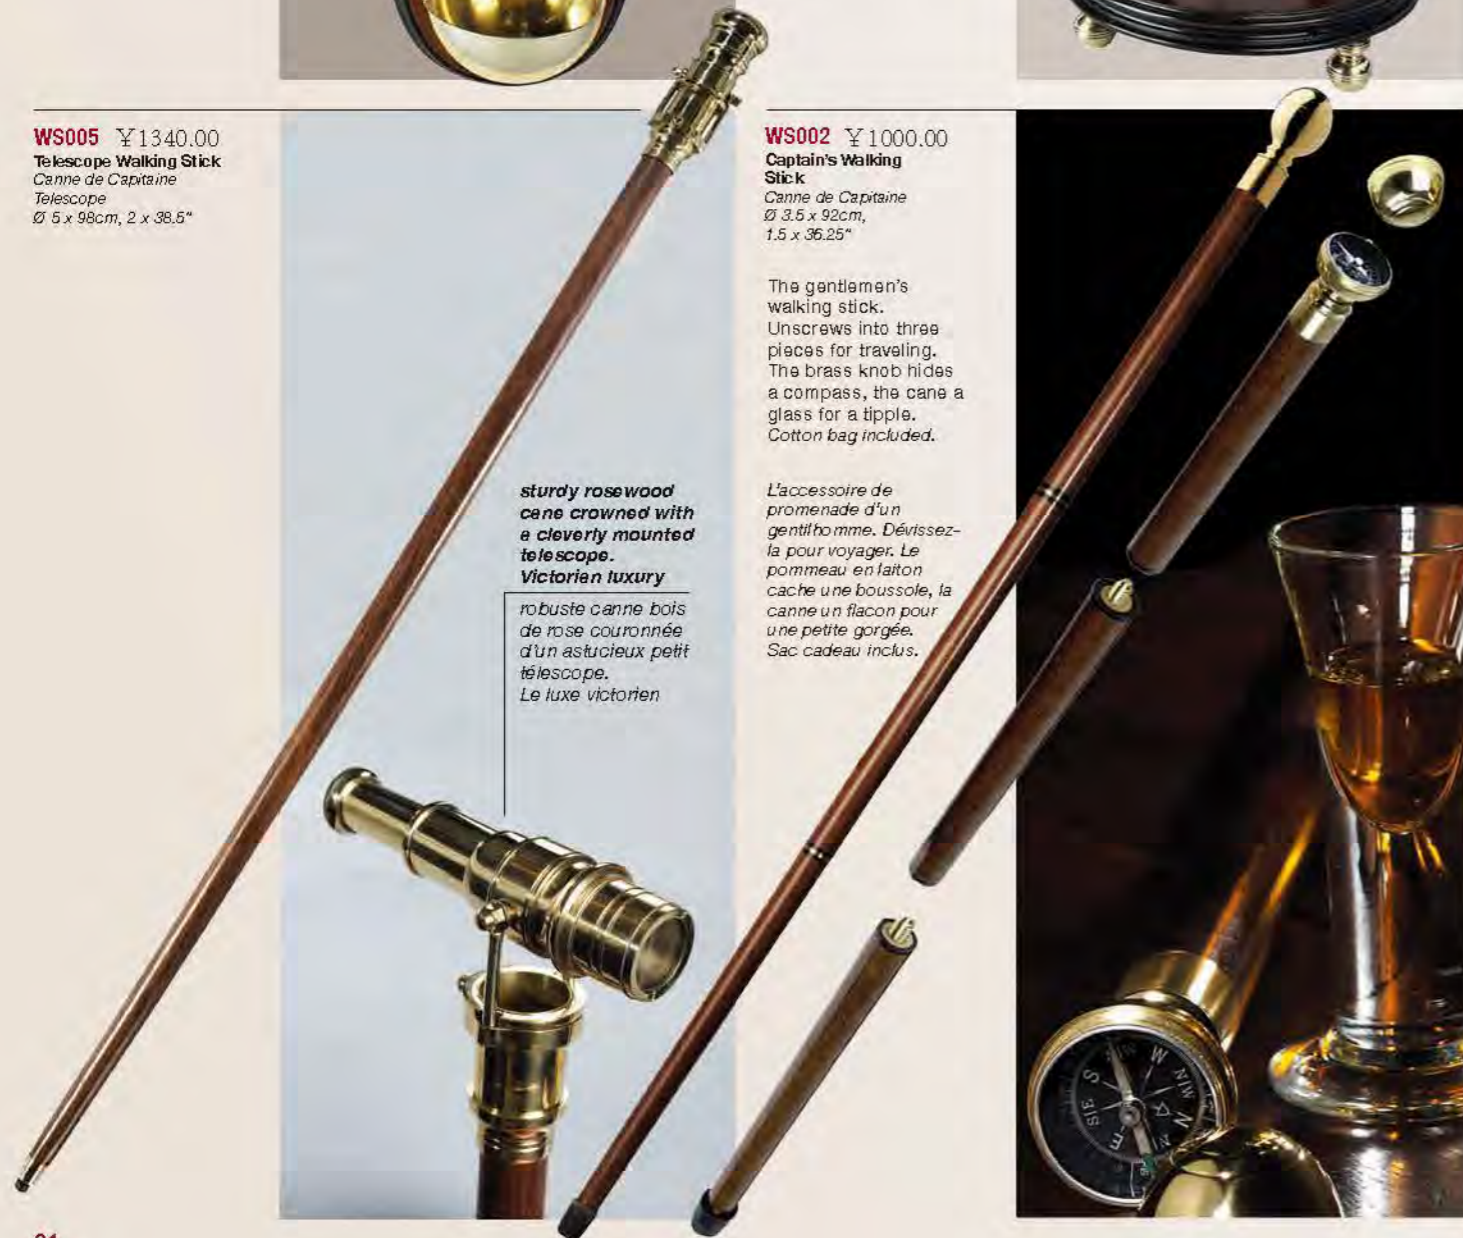 WS005 ¥1340.00
Telescope Walking Stick
Canne de Capitaine
Telescope
Ø 5 x 98cm, 2 x 38.5"
sturdy rosewood
cane crowned with
a cleverly mounted
telescope.
Victorian luxury
robuste canne bois
de rose couronnée
d'un astucieux petit
télescope.
Le luxe victorien
WS002 ¥1000.00
Captain's Walking
Stick
Canne de Capitaine
Ø 3.5 x 92cm,
1.5 x 36.25"
The gentlemen's
walking stick.
Unscrews into three
pieces for traveling.
The brass knob hides
a compass, the cane a
glass for a tipple.
Cotton bag included.
L'accessoire de
promenade d'un
gentilhomme. Dévissez-
la pour voyager. Le
pommeau en laiton
cache une boussole, la
canne un flacon pour
une petite gorgée.
Sac cadeau inclus.
S
W
N